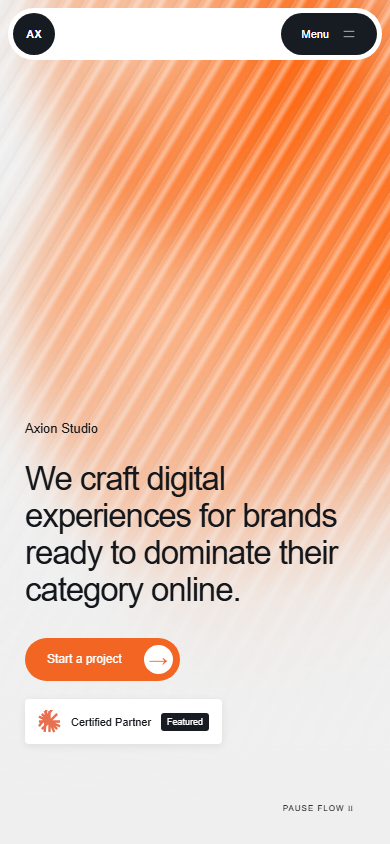 AX
Menu
Axion Studio
We craft digital
experiences for brands
ready to dominate their
category online.
Start a project
Certified Partner Featured
PAUSE FLOW